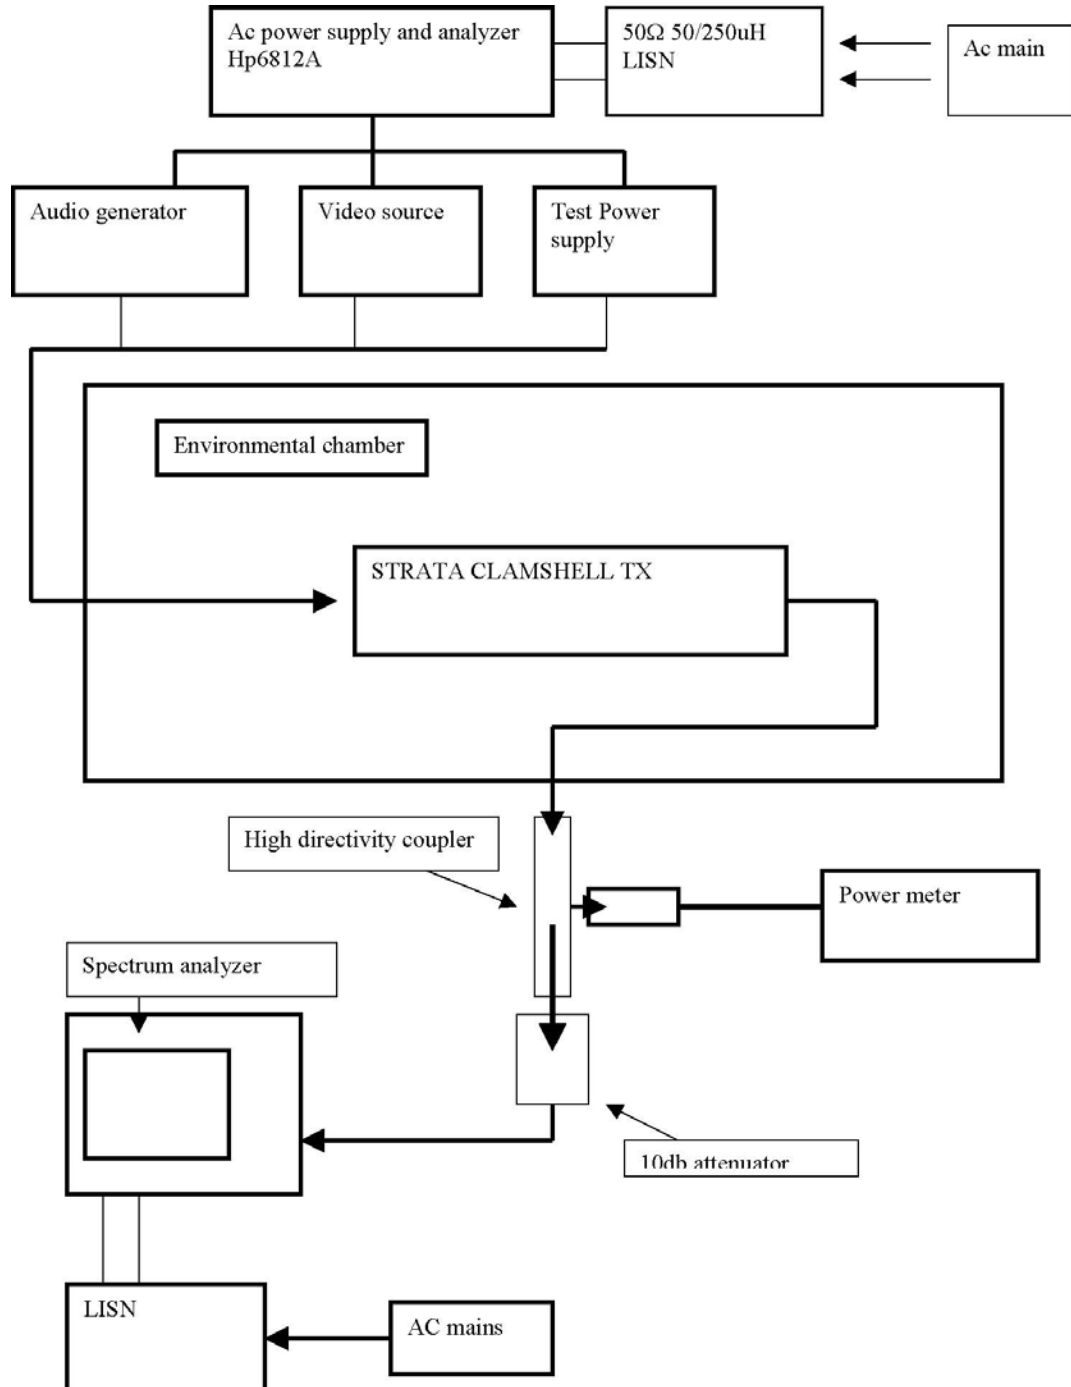 Ac power supply and analyzer
Hp6812A
50Ω 50/250uH
LISN
Ac main
Audio generator
Video source
Test Power
supply
Environmental chamber
STRATA CLAMSHELL TX
High directivity coupler
Power meter
Spectrum analyzer
10db attenuator
LISN
AC mains